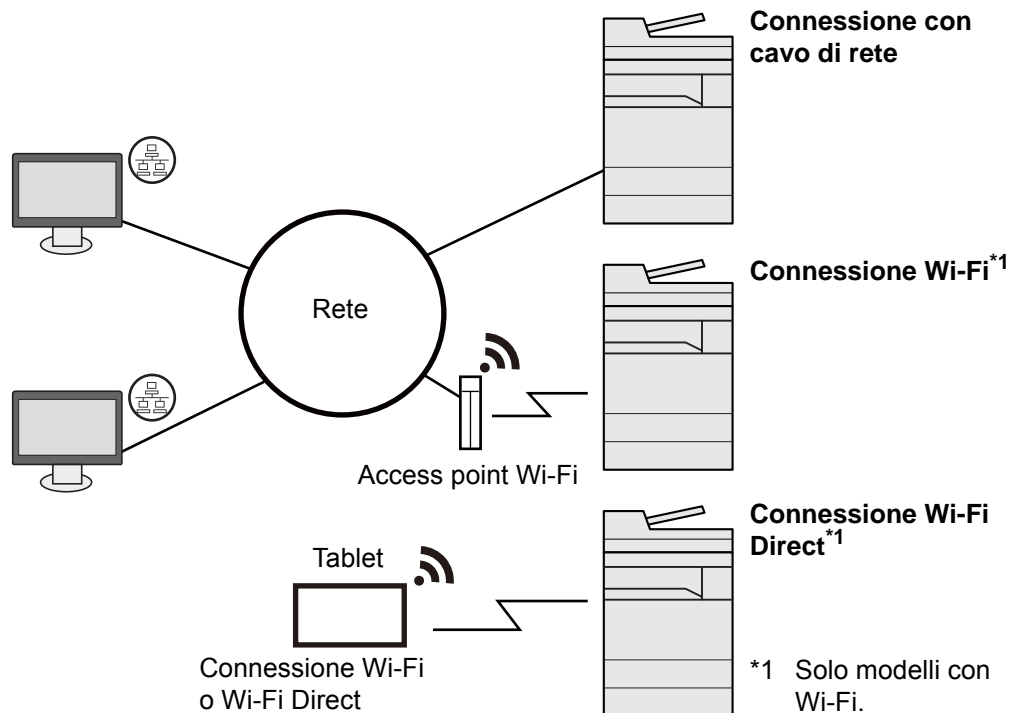 Connessione con
cavo di rete
Rete
Connessione Wi-Fi*1
Access point Wi-Fi
Connessione Wi-Fi
Direct*1
Tablet
Connessione Wi-Fi
o Wi-Fi Direct
*1 Solo modelli con
Wi-Fi.